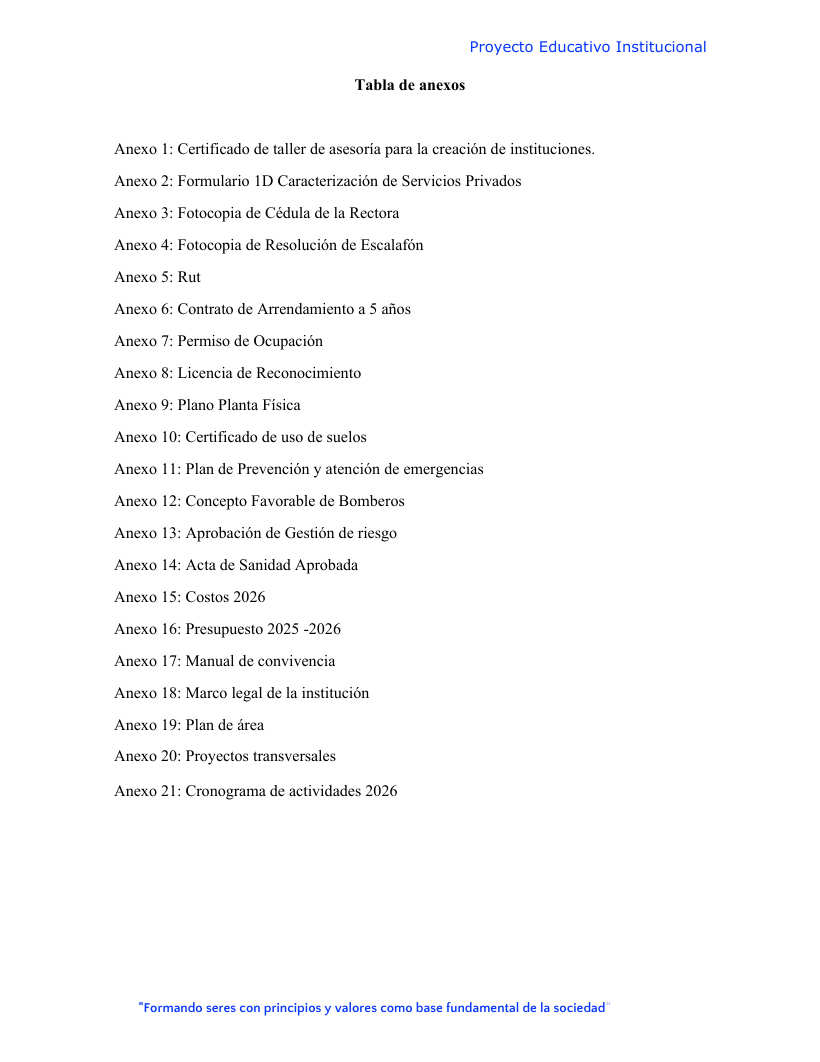 Proyecto Educativo Institucional
Tabla de anexos
Anexo 1: Certificado de taller de asesoría para la creación de instituciones.
Anexo 2: Formulario 1D Caracterización de Servicios Privados
Anexo 3: Fotocopia de Cédula de la Rectora
Anexo 4: Fotocopia de Resolución de Escalafón
Anexo 5: Rut
Anexo 6: Contrato de Arrendamiento a 5 años
Anexo 7: Permiso de Ocupación
Anexo 8: Licencia de Reconocimiento
Anexo 9: Plano Planta Física
Anexo 10: Certificado de uso de suelos
Anexo 11: Plan de Prevención y atención de emergencias
Anexo 12: Concepto Favorable de Bomberos
Anexo 13: Aprobación de Gestión de riesgo
Anexo 14: Acta de Sanidad Aprobada
Anexo 15: Costos 2026
Anexo 16: Presupuesto 2025 -2026
Anexo 17: Manual de convivencia
Anexo 18: Marco legal de la institución
Anexo 19: Plan de área
Anexo 20: Proyectos transversales
Anexo 21: Cronograma de actividades 2026
"Formando seres con principios y valores como base fundamental de la sociedad"